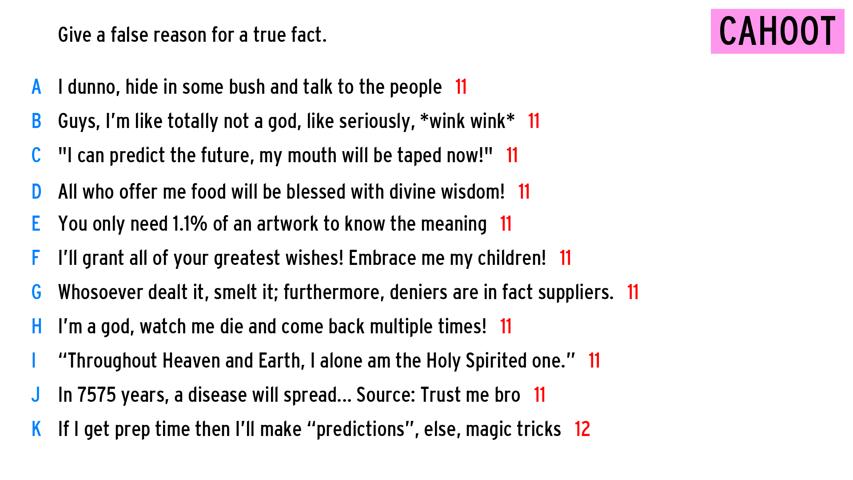 Give a false reason for a true fact.
CAHOOT
A I dunno, hide in some bush and talk to the people 11
B Guys, I'm like totally not a god, like seriously, *wink wink* 11
C "I can predict the future, my mouth will be taped now!" 11
D All who offer me food will be blessed with divine wisdom! 11
E You only need 1.1% of an artwork to know the meaning 11
F I'll grant all of your greatest wishes! Embrace me my children! 11
G Whosoever dealt it, smelt it; furthermore, deniers are in fact suppliers. 11
H I'm a god, watch me die and come back multiple times! 11
I “Throughout Heaven and Earth, I alone am the Holy Spirited one.” 11
J In 7575 years, a disease will spread... Source: Trust me bro 11
K If I get prep time then I'll make “predictions”, else, magic tricks 12